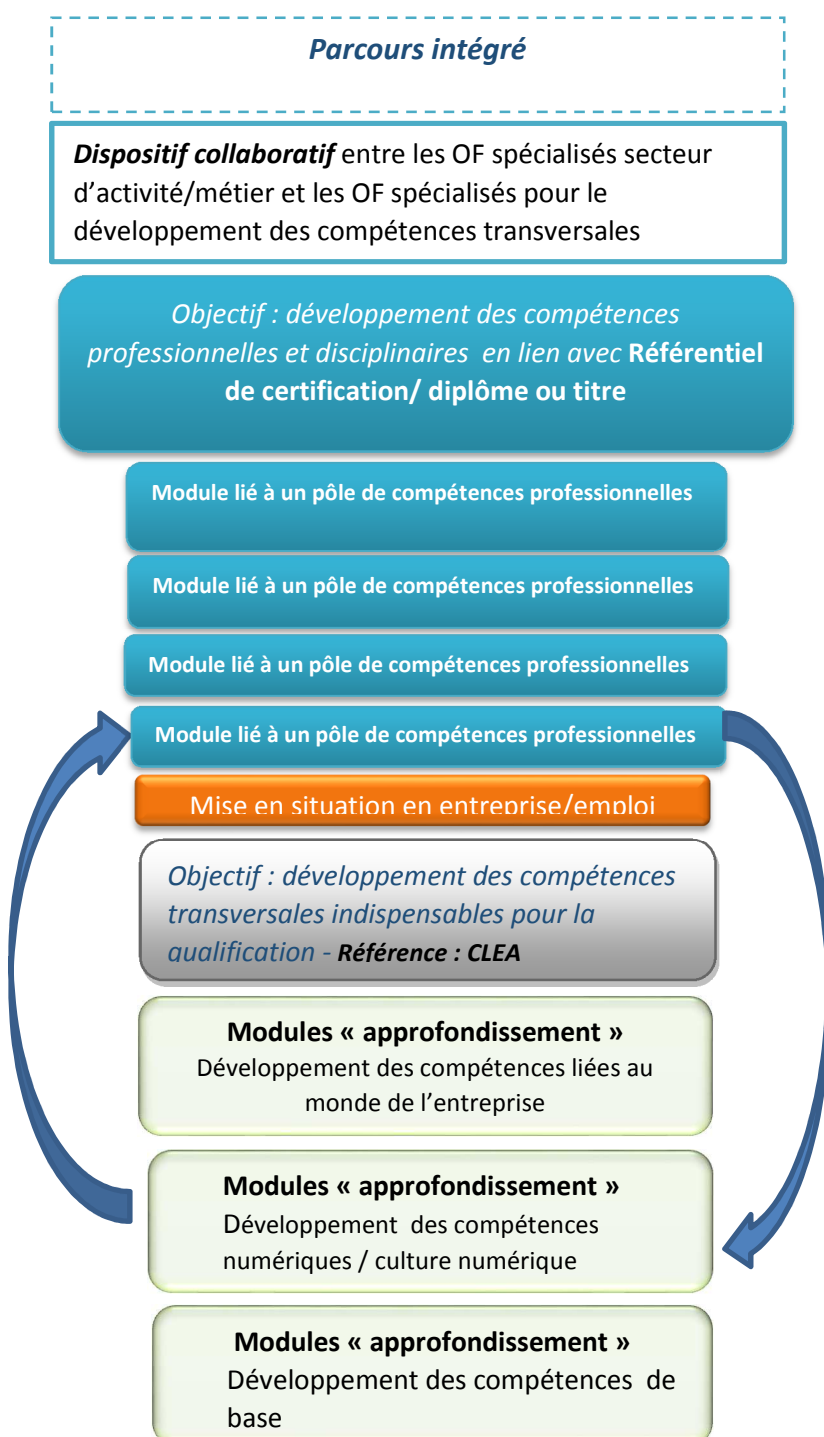 Parcours intégré
Dispositif collaboratif entre les OF spécialisés secteur
d’activité/métier et les OF spécialisés pour le
développement des compétences transversales
Objectif : développement des compétences
professionnelles et disciplinaires en lien avec Référentiel
de certification/ diplôme ou titre
Module lié à un pôle de compétences professionnelles
Module lié à un pôle de compétences professionnelles
Module lié à un pôle de compétences professionnelles
Module lié à un pôle de compétences professionnelles
Mise en situation en entreprise/emploi
Objectif : développement des compétences
transversales indispensables pour la
qualification - Référence : CLEA
Modules « approfondissement »
Développement des compétences liées au
monde de l’entreprise
Modules « approfondissement »
Développement des compétences
numériques / culture numérique
Modules « approfondissement »
Développement des compétences de
base